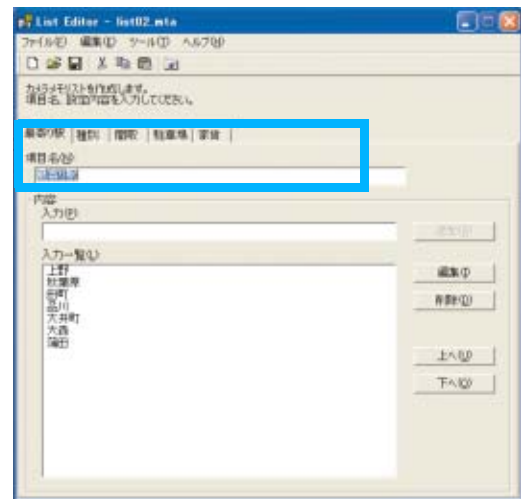 List Editor - list02.mta
ファイル(F) 編集(E) ツール(T) ヘルプ(H)
カメラメモリストを作成します。
項目名、設定内容を入力してください。
最寄り駅 種別 間取 駐車場 家賃
項目名(N)
内容
入力(P)
入力一覧(L)
上野
秋葉原
田町
品川
大井町
大森
蒲田
編集(I)
削除(D)
上へ(U)
下へ(O)